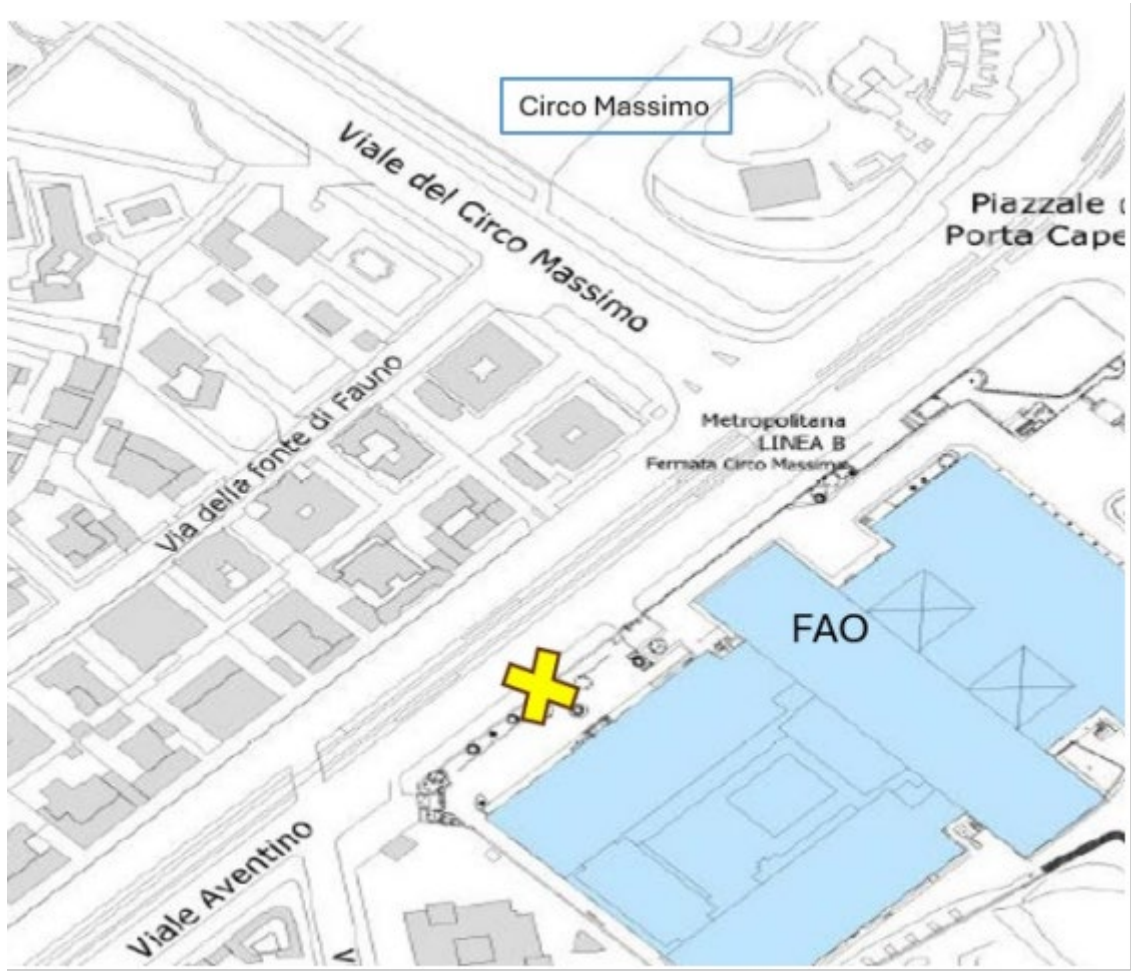 Circo Massimo
Viale del Circo Massimo
Piazzale
Porta Cape
Via della fonte di Fauno
Metropolitana
LINEA B
Fermata Circo Massimo
FAO
Viale Aventino
V